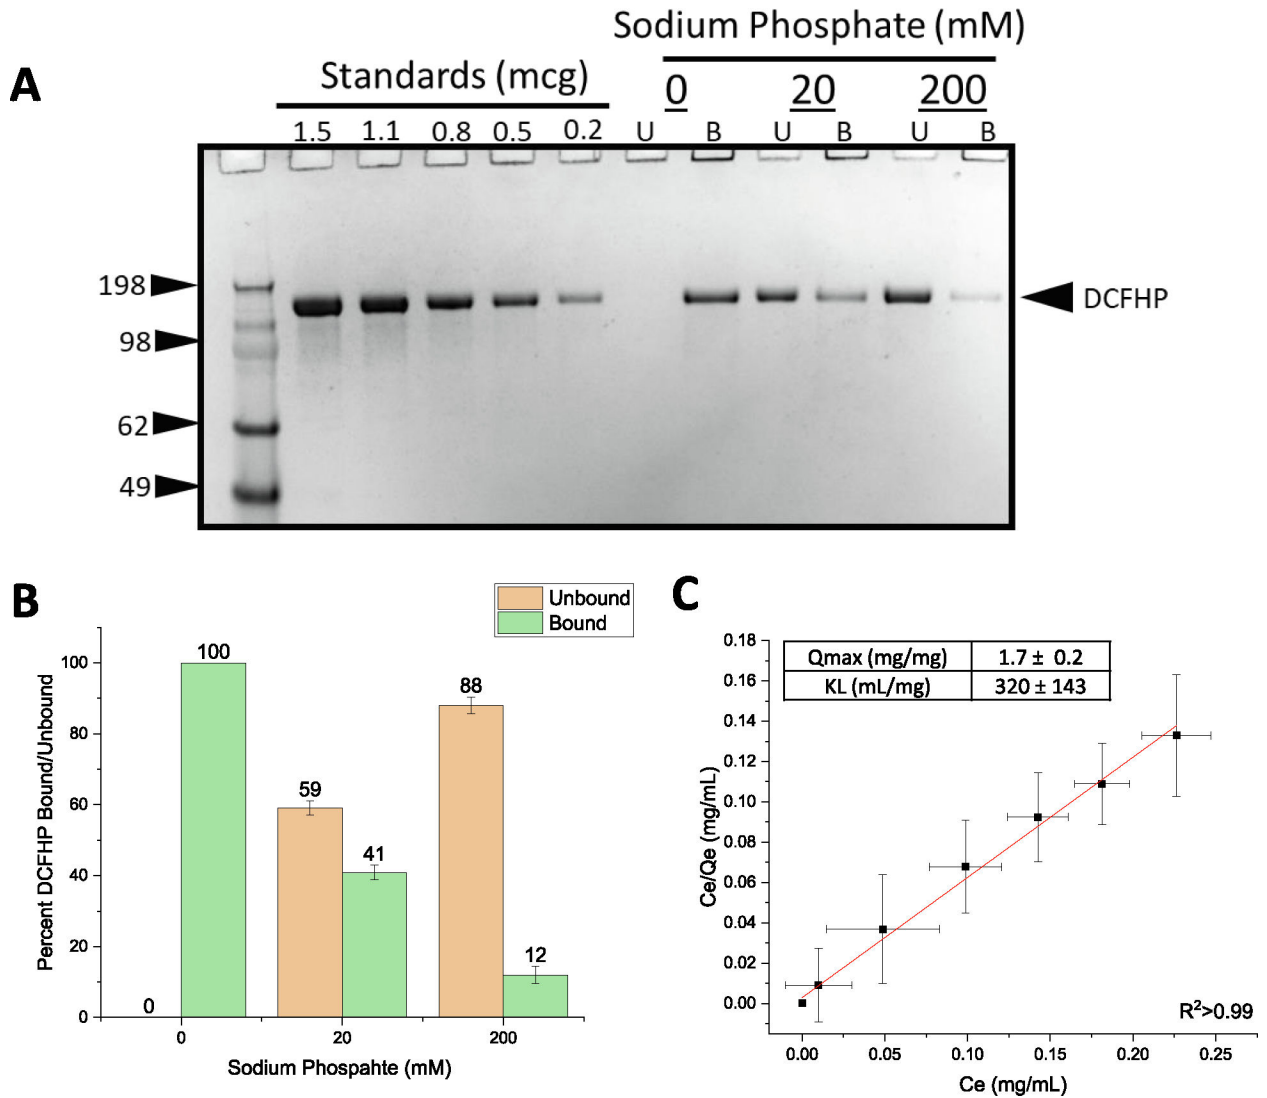 A
Sodium Phosphate (mM)
Standards (mcg)
0 20 200
1.5 1.1 0.8 0.5 0.2 U B U B U B
198
98
62
49
DCFHP
B
Unbound
Bound
Percent DCFHP Bound/Unbound
100
80
60
40
20
0
0
100
59
41
88
12
0 20 200
Sodium Phospahte (mM)
C
Qmax (mg/mg) 1.7 ± 0.2
KL (mL/mg) 320 ± 143
Ce/Qe (mg/mL)
0.18
0.16
0.14
0.12
0.10
0.08
0.06
0.04
0.02
0.00
R²>0.99
0.00 0.05 0.10 0.15 0.20 0.25
Ce (mg/mL)